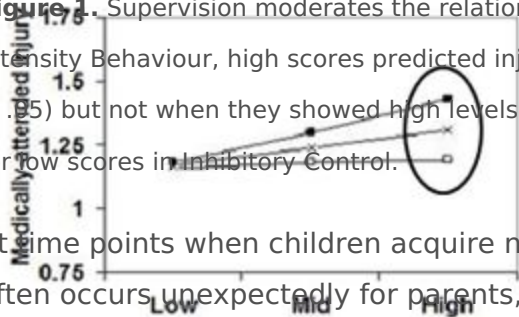 igure 1. Supervision moderates the relation
1.75
tensity Behaviour, high scores predicted inj
1.5
.05) but not when they showed high levels
1.25
r low scores in Inhibitory Control.
Medically attended injury
1
t time points when children acquire n
0.75
ften occurs unexpectedly for parents,
Low Mid High